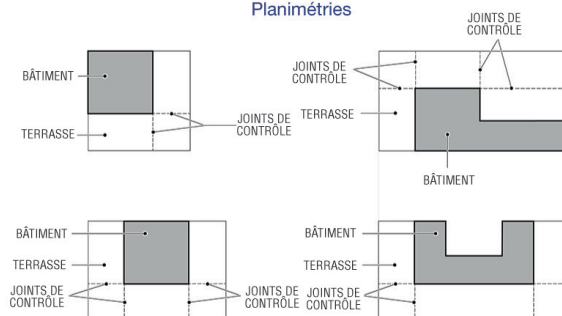 Planimétries
BÂTIMENT
TERRASSE
JOINTS DE
CONTRÔLE
JOINTS DE
CONTRÔLE
JOINTS DE
CONTRÔLE
TERRASSE
BÂTIMENT
BÂTIMENT
TERRASSE
JOINTS DE
CONTRÔLE
JOINTS DE
CONTRÔLE
BÂTIMENT
TERRASSE
JOINTS DE
CONTRÔLE